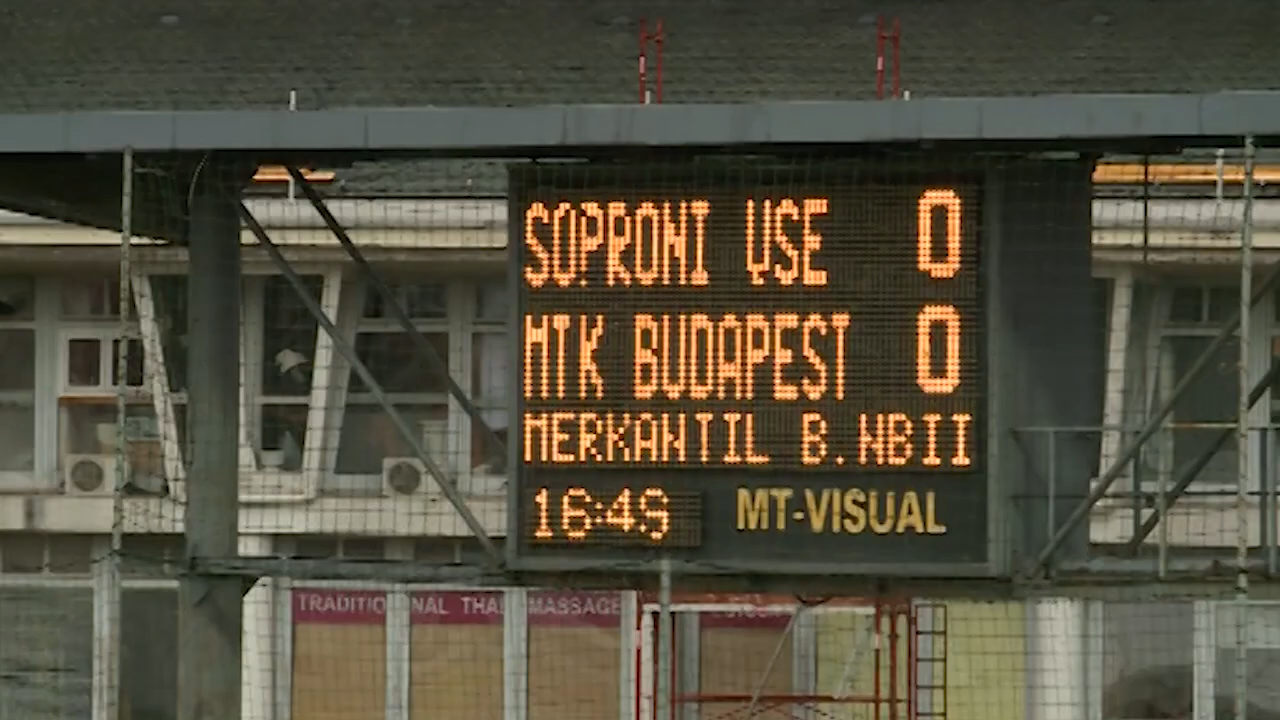 SOPRONI VSE 0
MTK BUDAPEST 0
MERKANTIL B.NBII
16:49
MT-VISUAL
TRADITIONAL THAI MASSAGE